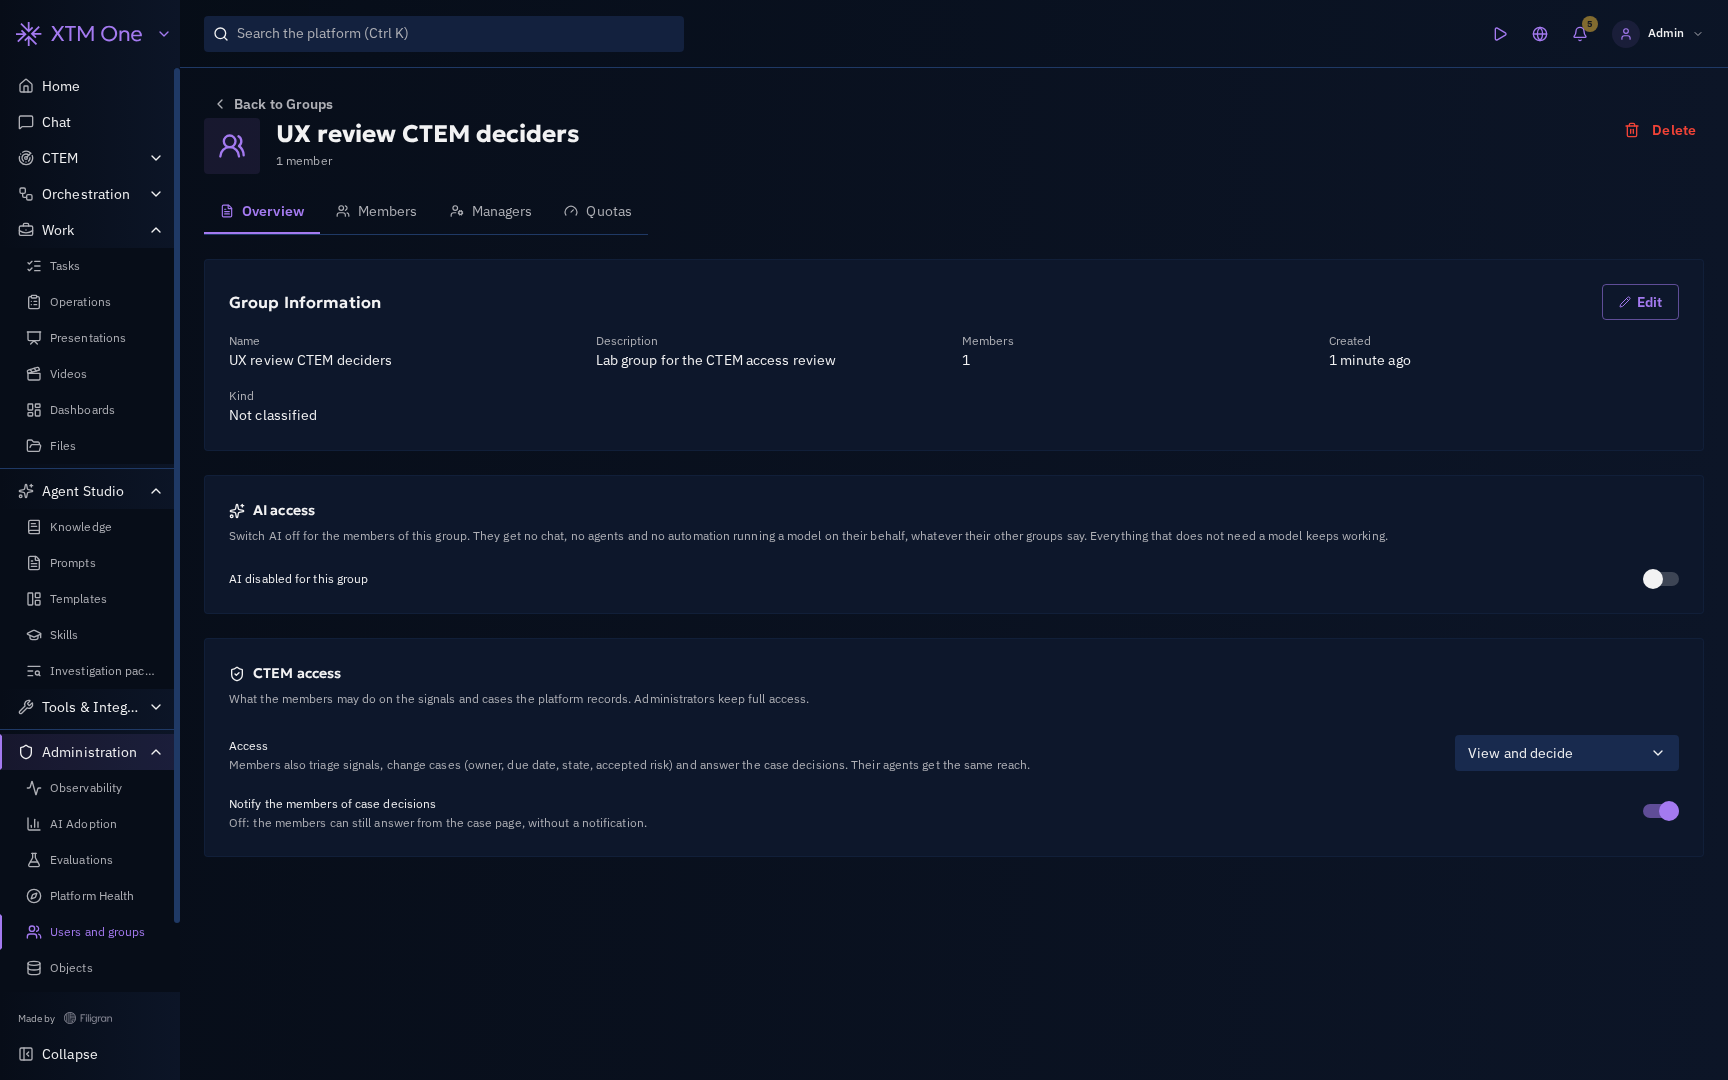 XTM One
Search the platform (Ctrl K)
5
Admin
Home
Chat
CTEM
Orchestration
Work
Tasks
Operations
Presentations
Videos
Dashboards
Files
Agent Studio
Knowledge
Prompts
Templates
Skills
Investigation pac...
Tools & Integ...
Administration
Observability
AI Adoption
Evaluations
Platform Health
Users and groups
Objects
Made by Filigran
Collapse
Back to Groups
UX review CTEM deciders
1 member
Delete
Overview
Members
Managers
Quotas
Group Information
Edit
Name
UX review CTEM deciders
Description
Lab group for the CTEM access review
Members
1
Created
1 minute ago
Kind
Not classified
AI access
Switch AI off for the members of this group. They get no chat, no agents and no automation running a model on their behalf, whatever their other groups say. Everything that does not need a model keeps working.
AI disabled for this group
CTEM access
What the members may do on the signals and cases the platform records. Administrators keep full access.
Access
Members also triage signals, change cases (owner, due date, state, accepted risk) and answer the case decisions. Their agents get the same reach.
View and decide
Notify the members of case decisions
Off: the members can still answer from the case page, without a notification.